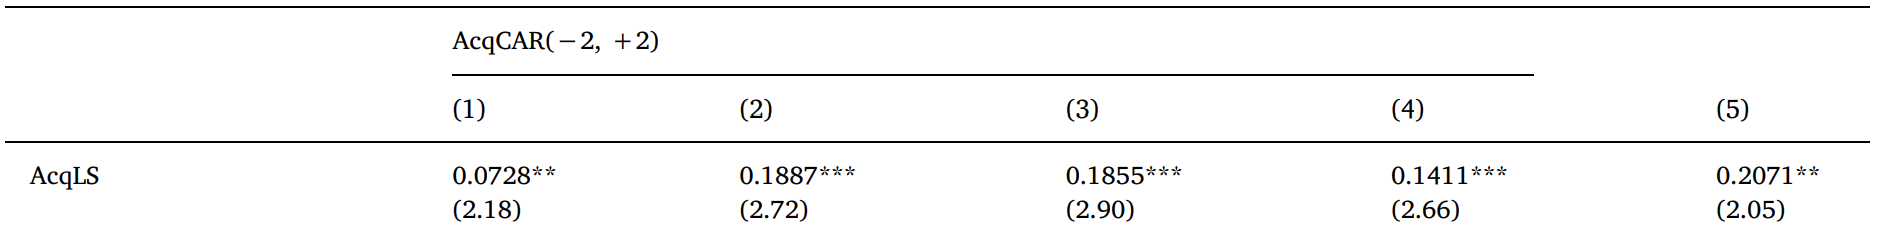 AcqCAR(−2, +2)
(1) (2) (3) (4) (5)
AcqLS 0.0728** 0.1887*** 0.1855*** 0.1411*** 0.2071**
(2.18) (2.72) (2.90) (2.66) (2.05)